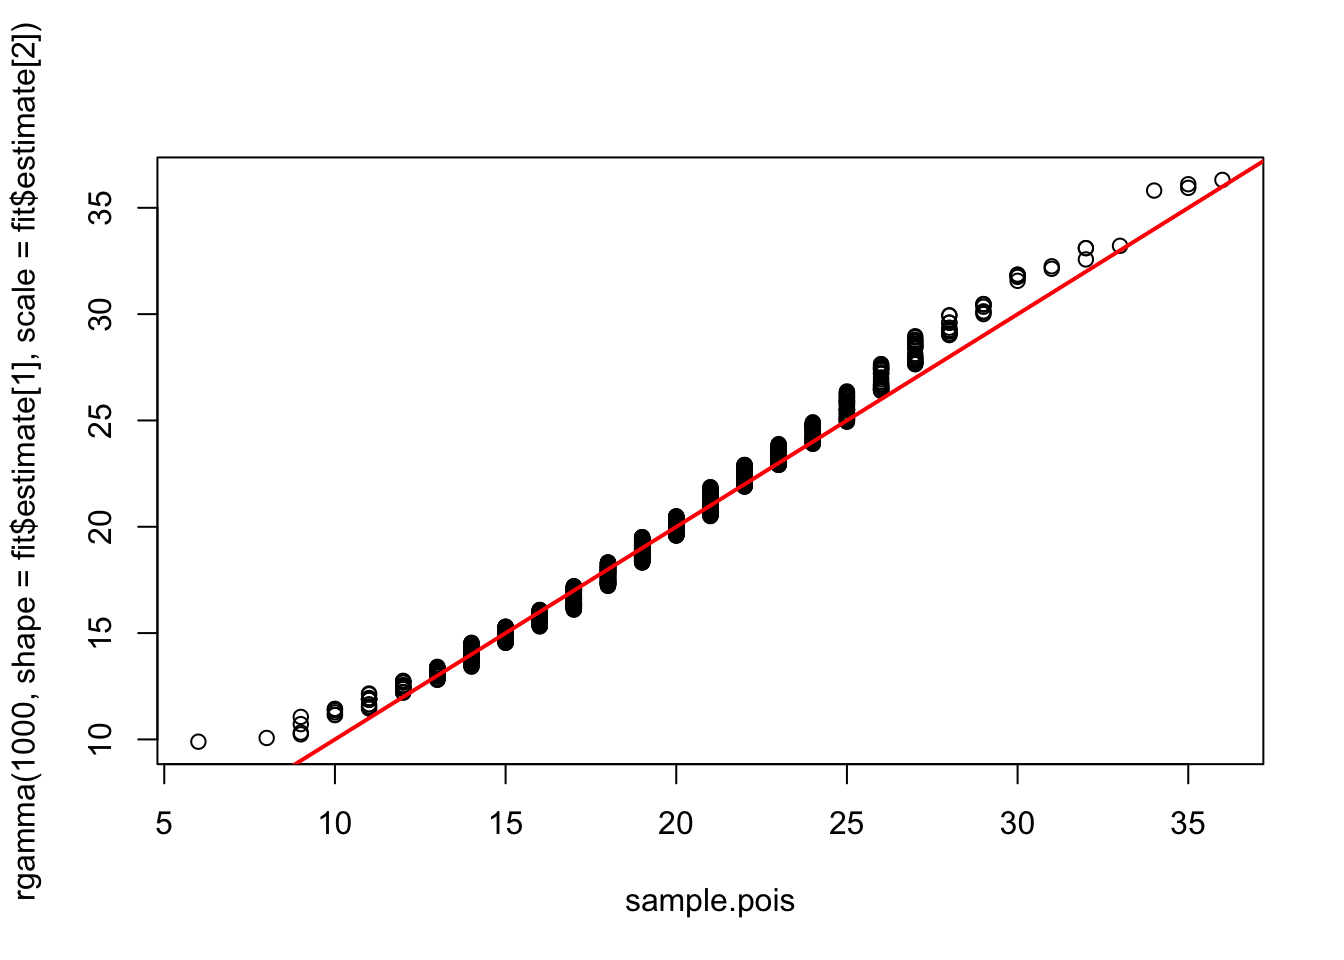 rgamma(1000, shape = fit$estimate[1], scale = fit$estimate[2])
35
30
25
20
15
10
5 10 15 20 25 30 35
sample.pois